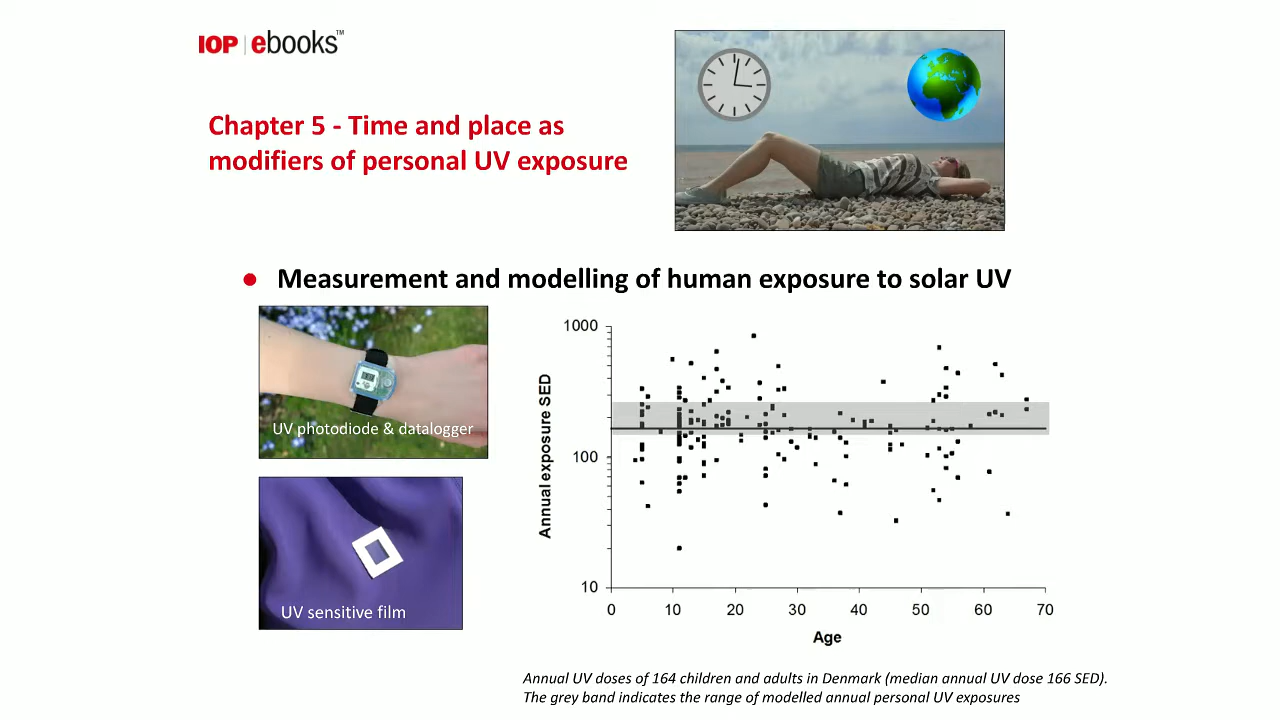 IOP ebooks™
Chapter 5 - Time and place as
modifiers of personal UV exposure
● Measurement and modelling of human exposure to solar UV
UV photodiode & datalogger
UV sensitive film
Annual exposure SED
1000
100
10
0 10 20 30 40 50 60 70
Age
Annual UV doses of 164 children and adults in Denmark (median annual UV dose 166 SED).
The grey band indicates the range of modelled annual personal UV exposures